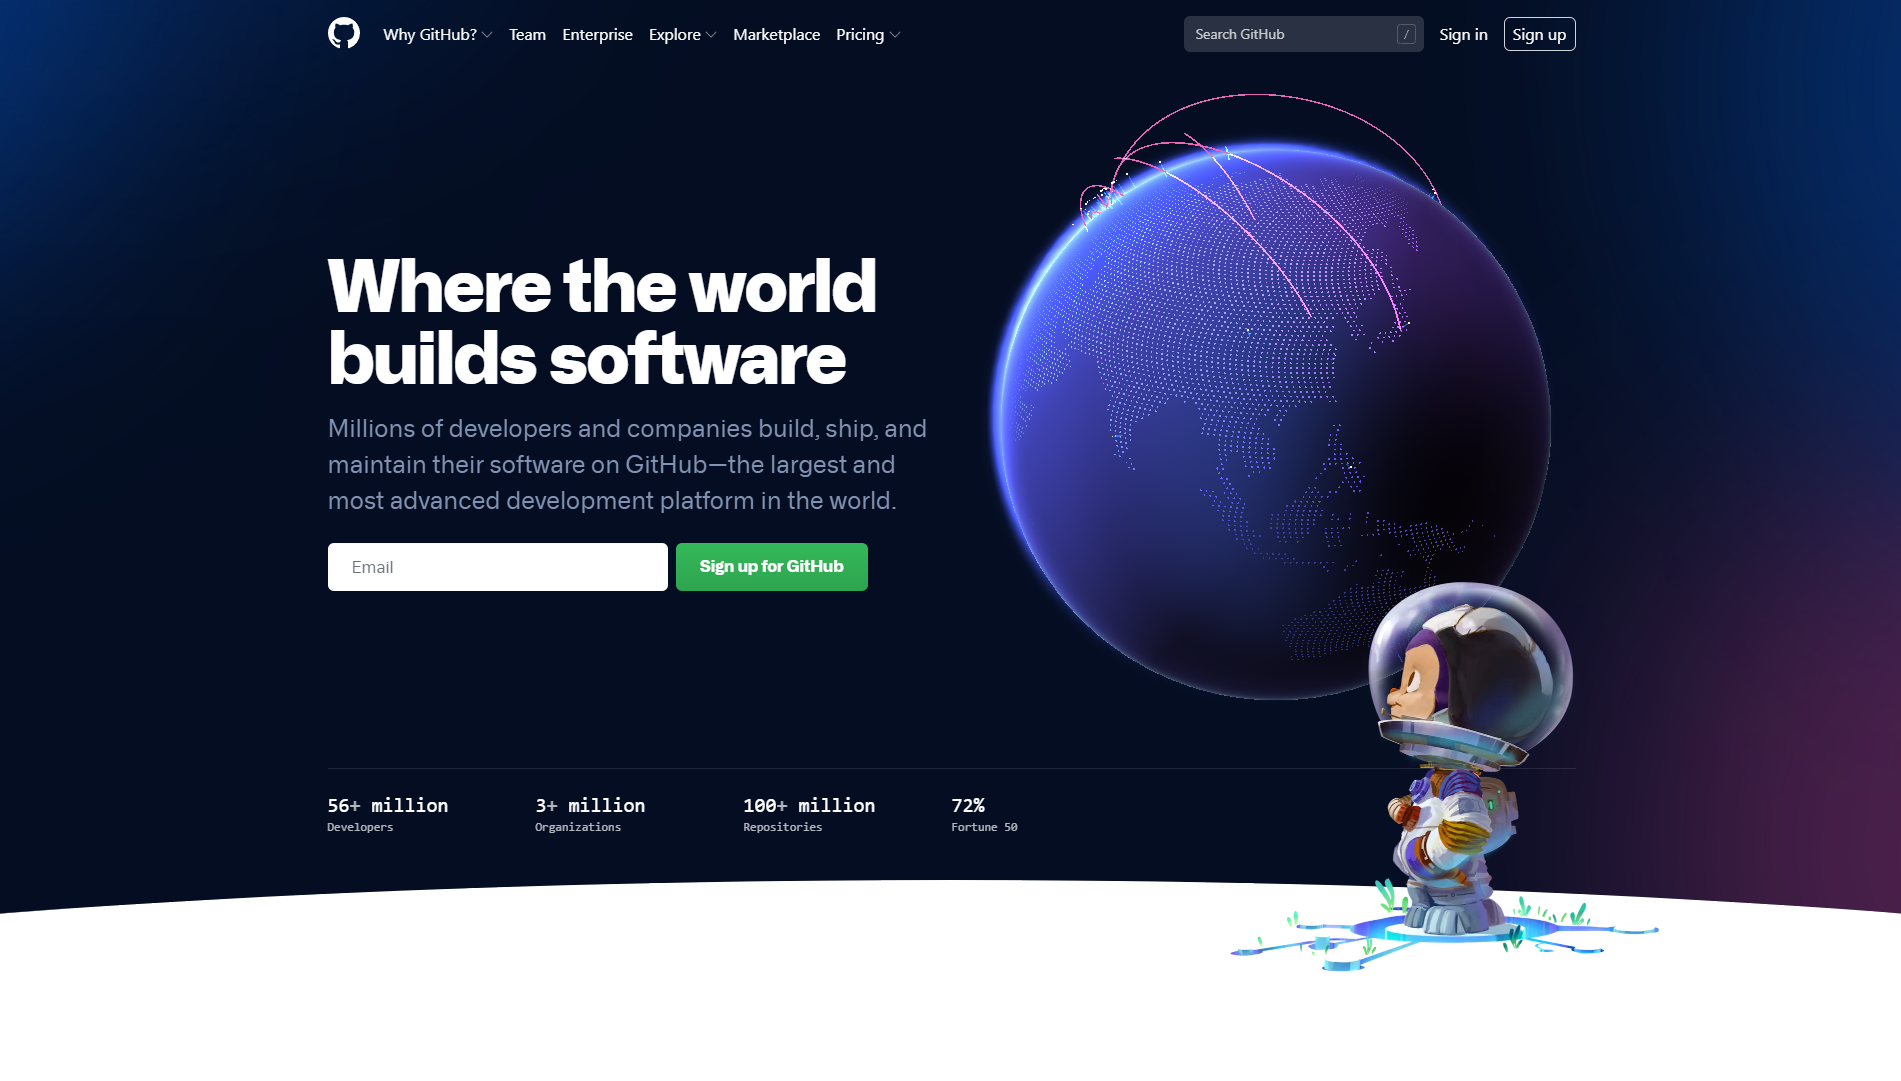 Why GitHub? Team Enterprise Explore Marketplace Pricing Search GitHub / Sign in Sign up
Where the world
builds software
Millions of developers and companies build, ship, and
maintain their software on GitHub—the largest and
most advanced development platform in the world.
Email Sign up for GitHub
56+ million 3+ million 100+ million 72%
Developers Organizations Repositories Fortune 50